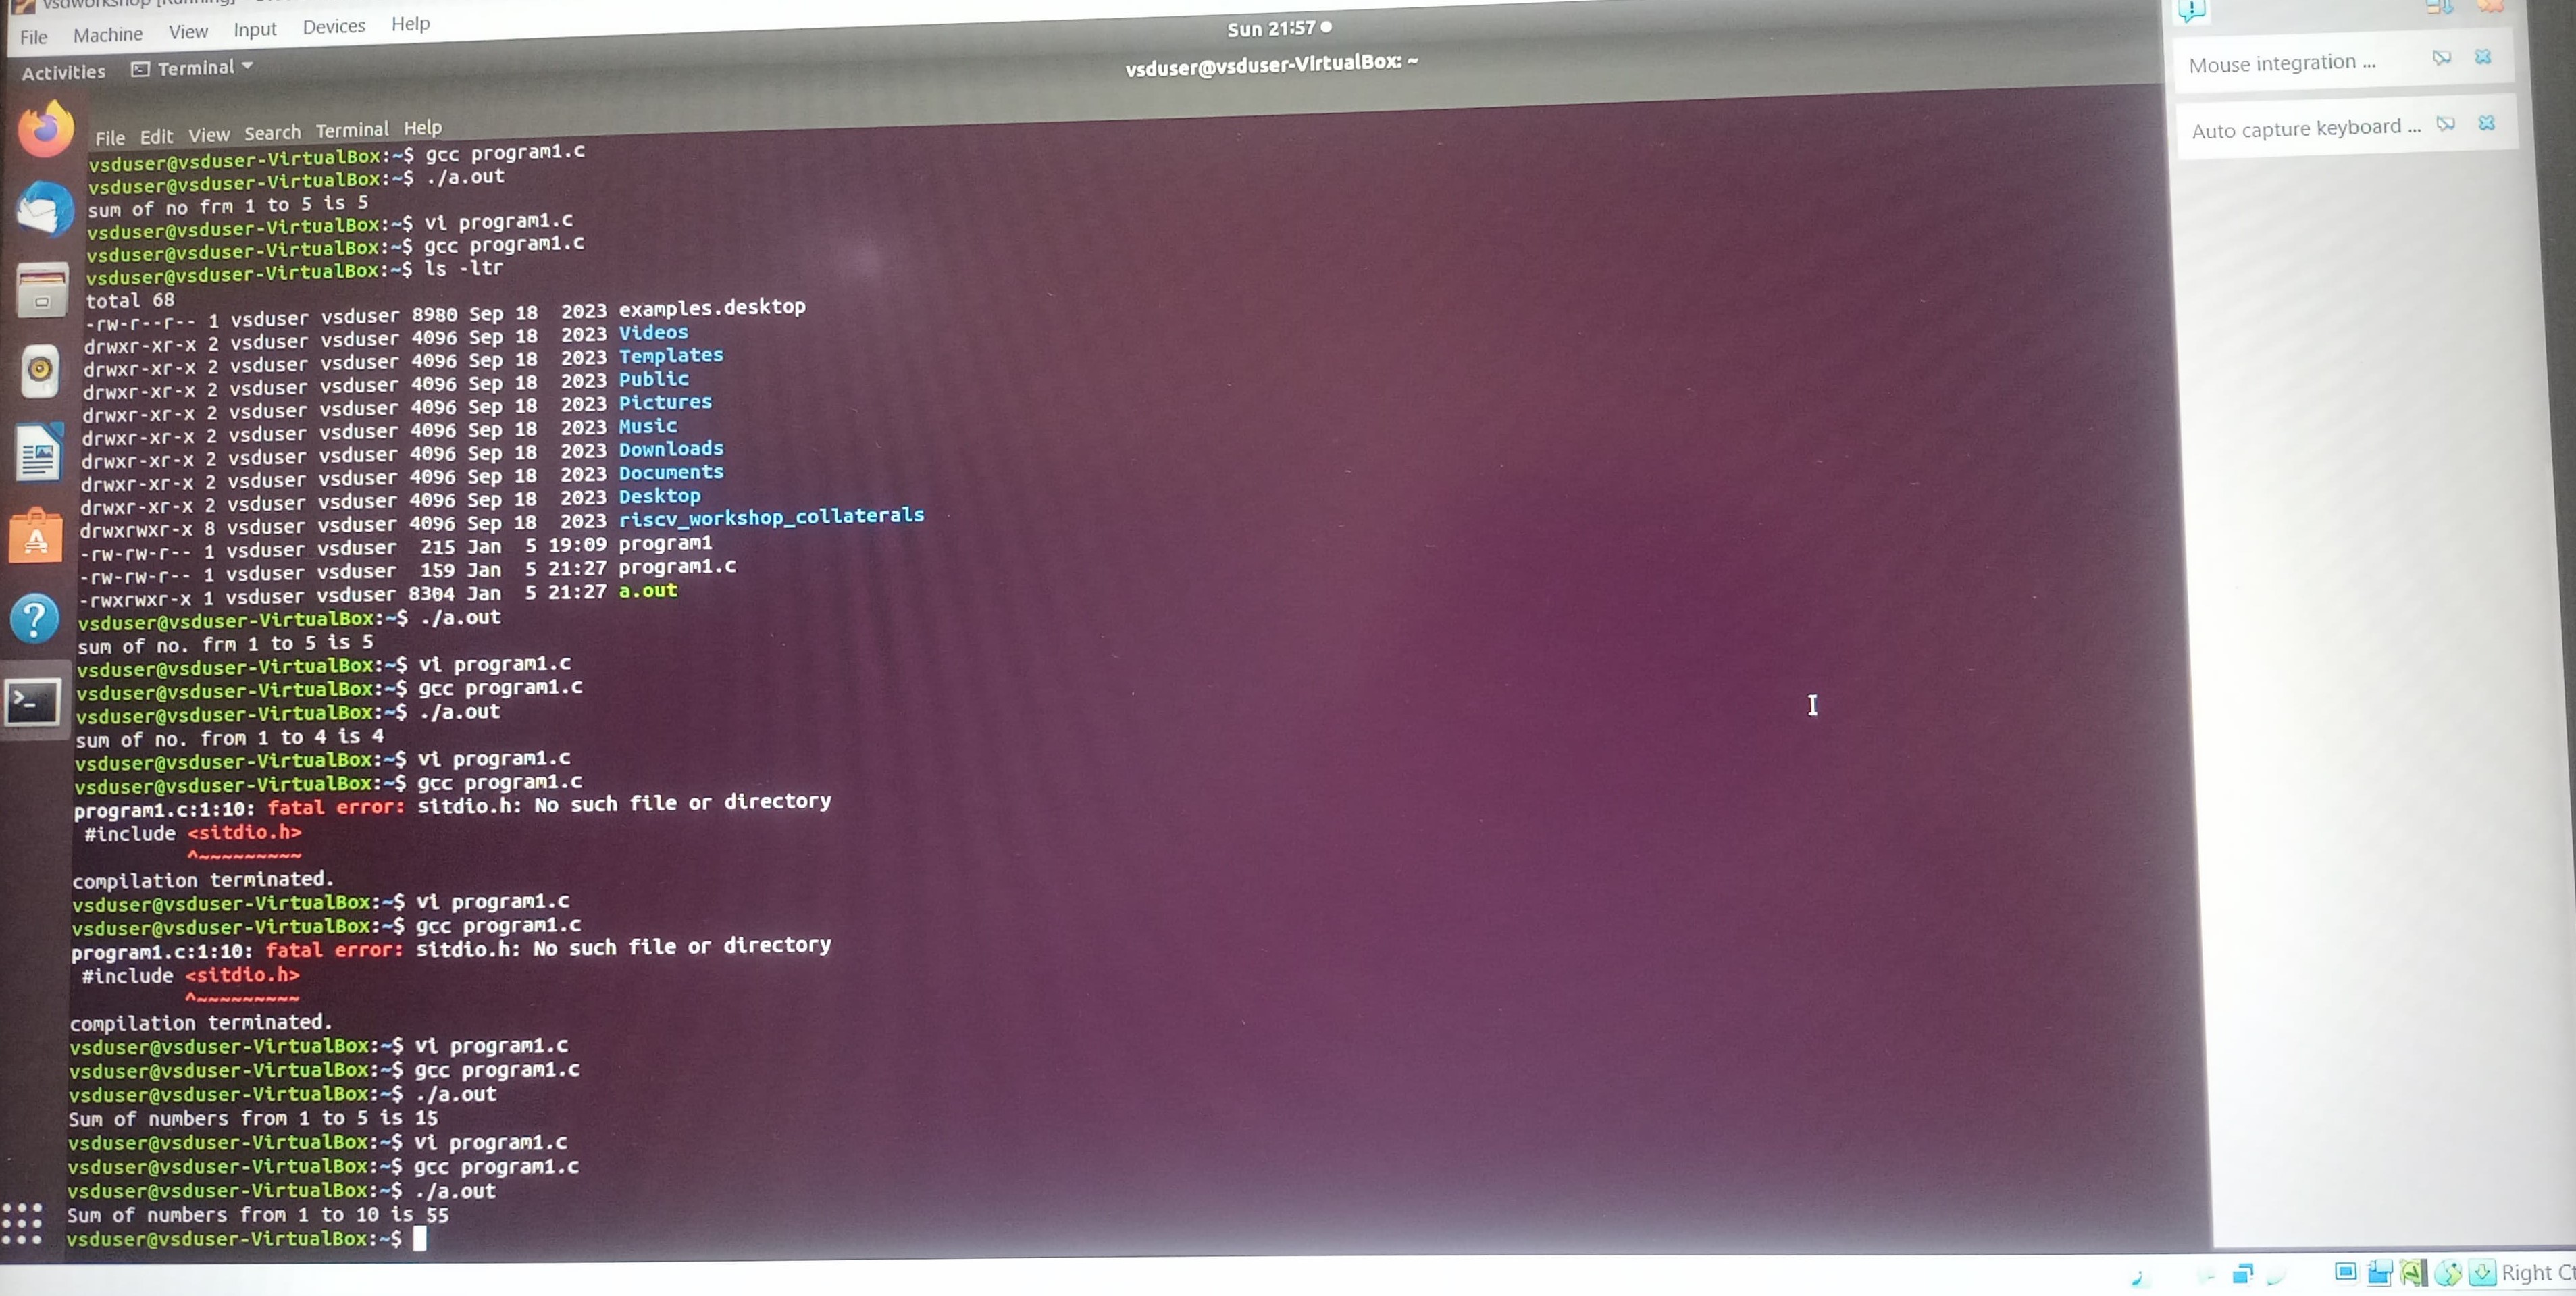 File Machine View Input Devices Help
Activities Terminal
Sun 21:57
vsduser@vsduser-VirtualBox: ~
Mouse integration ...
Auto capture keyboard ...
File Edit View Search Terminal Help
vsduser@vsduser-VirtualBox:~$ gcc program1.c
vsduser@vsduser-VirtualBox:~$ ./a.out
sum of no frm 1 to 5 is 5
vsduser@vsduser-VirtualBox:~$ vi program1.c
vsduser@vsduser-VirtualBox:~$ gcc program1.c
vsduser@vsduser-VirtualBox:~$ ls -ltr
total 68
-rw-r--r-- 1 vsduser vsduser 8980 Sep 18  2023 examples.desktop
drwxr-xr-x 2 vsduser vsduser 4096 Sep 18  2023 Videos
drwxr-xr-x 2 vsduser vsduser 4096 Sep 18  2023 Templates
drwxr-xr-x 2 vsduser vsduser 4096 Sep 18  2023 Public
drwxr-xr-x 2 vsduser vsduser 4096 Sep 18  2023 Pictures
drwxr-xr-x 2 vsduser vsduser 4096 Sep 18  2023 Music
drwxr-xr-x 2 vsduser vsduser 4096 Sep 18  2023 Downloads
drwxr-xr-x 2 vsduser vsduser 4096 Sep 18  2023 Documents
drwxr-xr-x 2 vsduser vsduser 4096 Sep 18  2023 Desktop
drwxrwxr-x 8 vsduser vsduser 4096 Sep 18  2023 riscv_workshop_collaterals
-rw-rw-r-- 1 vsduser vsduser  215 Jan  5 19:09 program1
-rw-rw-r-- 1 vsduser vsduser  159 Jan  5 21:27 program1.c
-rwxrwxr-x 1 vsduser vsduser 8304 Jan  5 21:27 a.out
vsduser@vsduser-VirtualBox:~$ ./a.out
sum of no. frm 1 to 5 is 5
vsduser@vsduser-VirtualBox:~$ vi program1.c
vsduser@vsduser-VirtualBox:~$ gcc program1.c
vsduser@vsduser-VirtualBox:~$ ./a.out
sum of no. from 1 to 4 is 4
vsduser@vsduser-VirtualBox:~$ vi program1.c
vsduser@vsduser-VirtualBox:~$ gcc program1.c
program1.c:1:10: fatal error: sitdio.h: No such file or directory
 #include <sitdio.h>
          ^~~~~~~~~~
compilation terminated.
vsduser@vsduser-VirtualBox:~$ vi program1.c
vsduser@vsduser-VirtualBox:~$ gcc program1.c
program1.c:1:10: fatal error: sitdio.h: No such file or directory
 #include <sitdio.h>
          ^~~~~~~~~~
compilation terminated.
vsduser@vsduser-VirtualBox:~$ vi program1.c
vsduser@vsduser-VirtualBox:~$ gcc program1.c
vsduser@vsduser-VirtualBox:~$ ./a.out
Sum of numbers from 1 to 5 is 15
vsduser@vsduser-VirtualBox:~$ vi program1.c
vsduser@vsduser-VirtualBox:~$ gcc program1.c
vsduser@vsduser-VirtualBox:~$ ./a.out
Sum of numbers from 1 to 10 is 55
vsduser@vsduser-VirtualBox:~$
Right